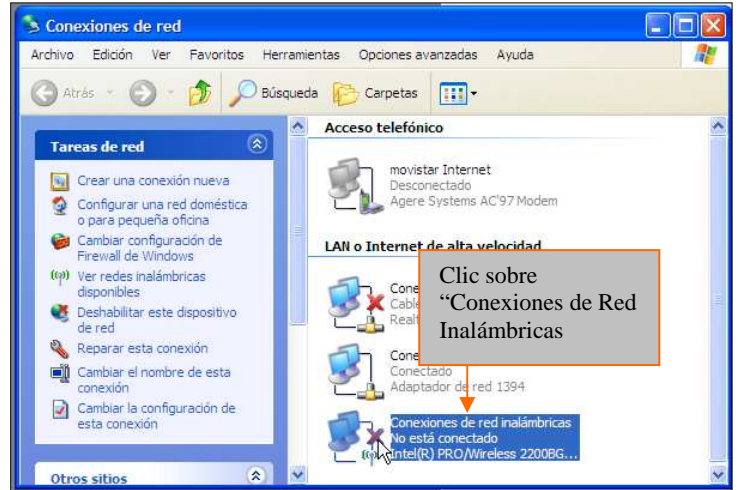 Conexiones de red
Archivo Edición Ver Favoritos Herramientas Opciones avanzadas Ayuda
Atrás Búsqueda Carpetas
Tareas de red
Crear una conexión nueva
Configurar una red doméstica
o para pequeña oficina
Cambiar configuración de
Firewall de Windows
Ver redes inalámbricas
disponibles
Deshabilitar este dispositivo
de red
Reparar esta conexión
Cambiar el nombre de esta
conexión
Cambiar la configuración de
esta conexión
Otros sitios
Acceso telefónico
movistar Internet
Desconectado
Agere Systems AC'97 Modem
LAN o Internet de alta velocidad
Clic sobre
“Conexiones de Red
Inalámbricas
Conectado
Adaptador de red 1394
Conexiones de red inalámbricas
No está conectado
Intel(R) PRO/Wireless 2200BG...